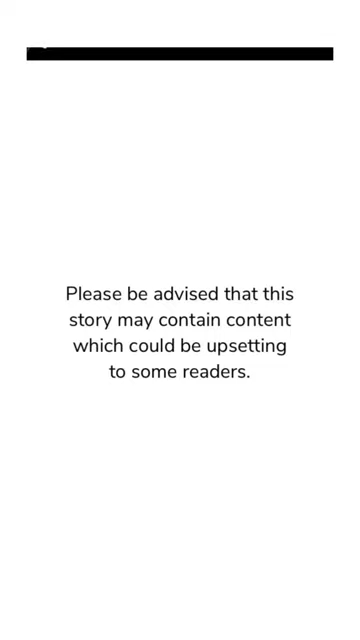 Please be advised that this
story may contain content
which could be upsetting
to some readers.